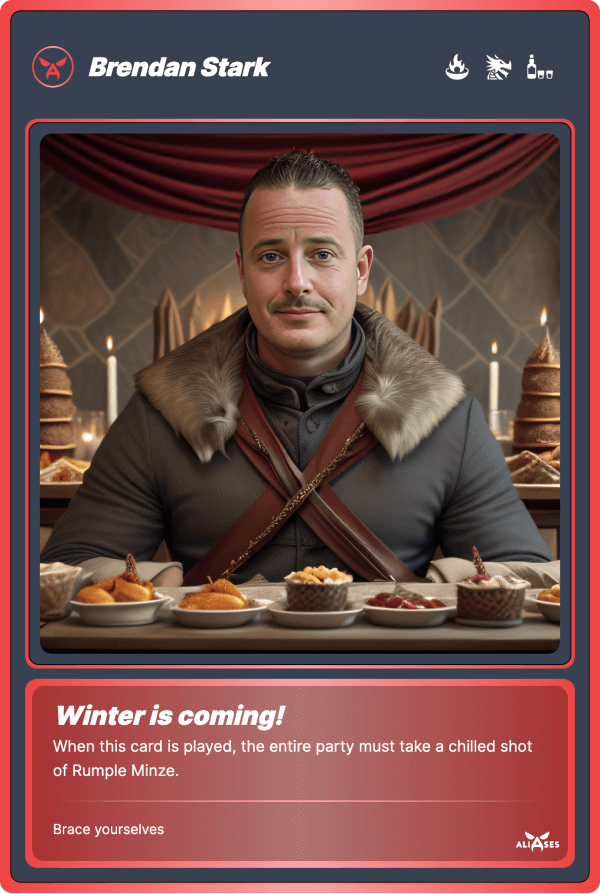 Brendan Stark
Winter is coming!
When this card is played, the entire party must take a chilled shot
of Rumple Minze.
Brace yourselves
ALIASES